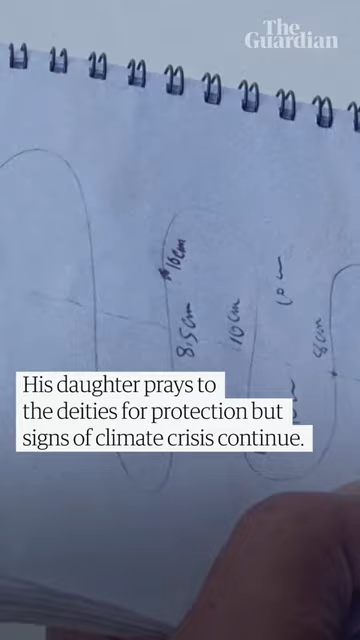 The
Guardian
10cm
8.5cm
10cm
10cm
8cm
His daughter prays to
the deities for protection but
signs of climate crisis continue.